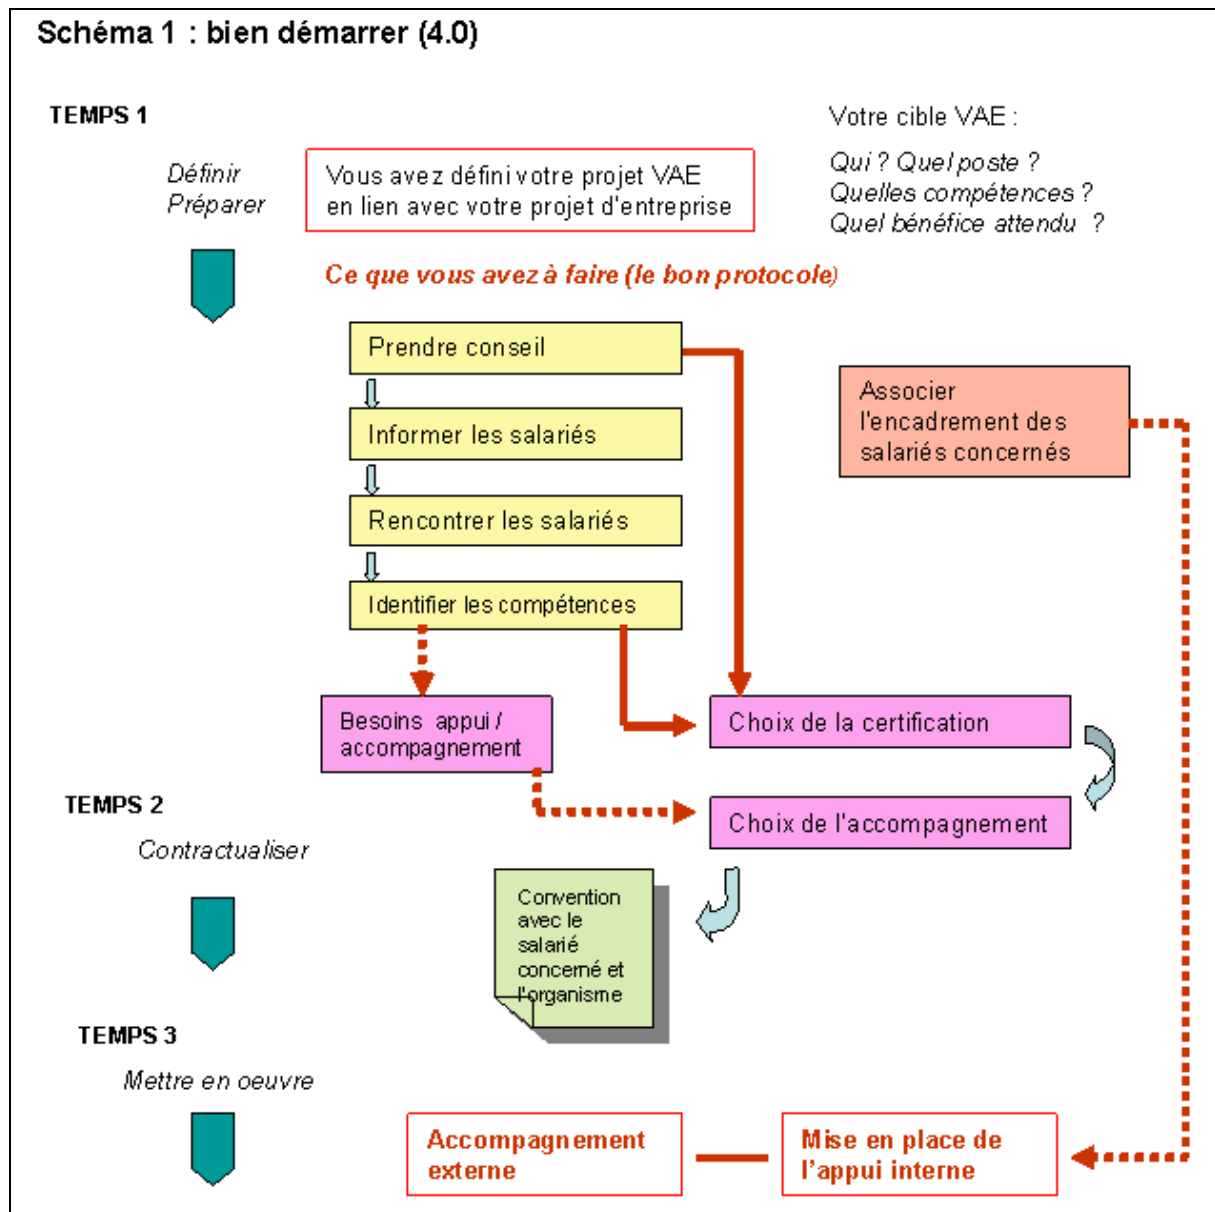 Schéma 1 : bien démarrer (4.0)
TEMPS 1
Votre cible VAE :
Définir
Préparer
Vous avez défini votre projet VAE
en lien avec votre projet d'entreprise
Qui ? Quel poste ?
Quelles compétences ?
Quel bénéfice attendu ?
Ce que vous avez à faire (le bon protocole)
Prendre conseil
Informer les salariés
Rencontrer les salariés
Identifier les compétences
Associer
l'encadrement des
salariés concernés
Besoins appui /
accompagnement
Choix de la certification
TEMPS 2
Choix de l'accompagnement
Contractualiser
Convention
avec le
salarié
concerné et
l'organisme
TEMPS 3
Mettre en oeuvre
Accompagnement
externe
Mise en place de
l'appui interne